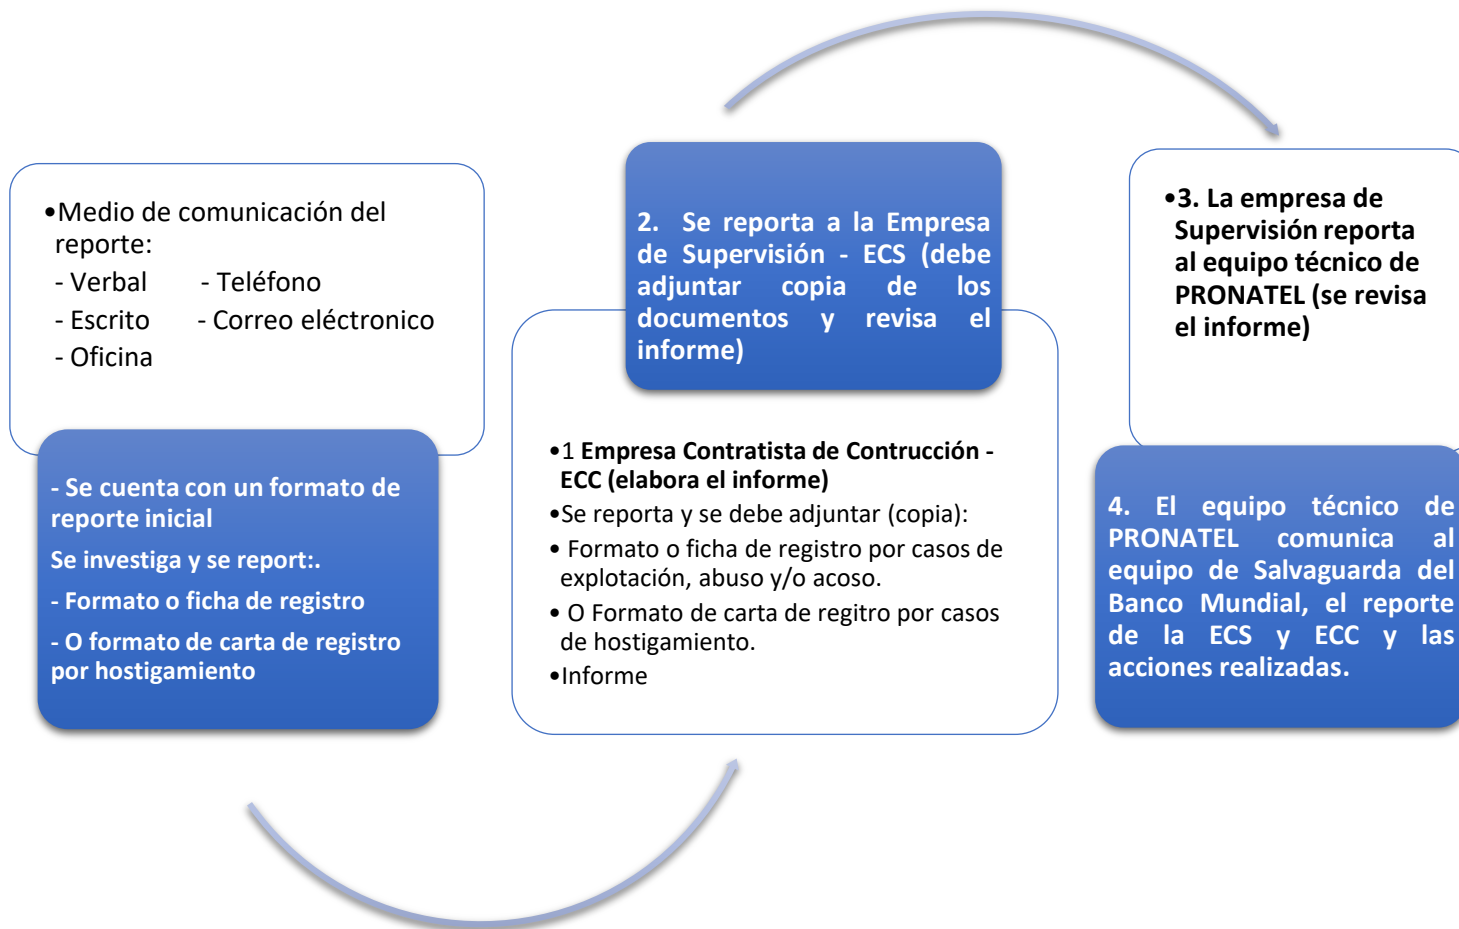 •Medio de comunicación del
reporte:
- Verbal - Teléfono
- Escrito - Correo eléctronico
- Oficina
- Se cuenta con un formato de
reporte inicial
Se investiga y se report:.
- Formato o ficha de registro
- O formato de carta de registro
por hostigamiento
2. Se reporta a la Empresa
de Supervisión - ECS (debe
adjuntar copia de los
documentos y revisa el
informe)
•1 Empresa Contratista de Contrucción -
ECC (elabora el informe)
•Se reporta y se debe adjuntar (copia):
• Formato o ficha de registro por casos de
explotación, abuso y/o acoso.
• O Formato de carta de regitro por casos
de hostigamiento.
•Informe
•3. La empresa de
Supervisión reporta
al equipo técnico de
PRONATEL (se revisa
el informe)
4. El equipo técnico de
PRONATEL comunica al
equipo de Salvaguarda del
Banco Mundial, el reporte
de la ECS y ECC y las
acciones realizadas.